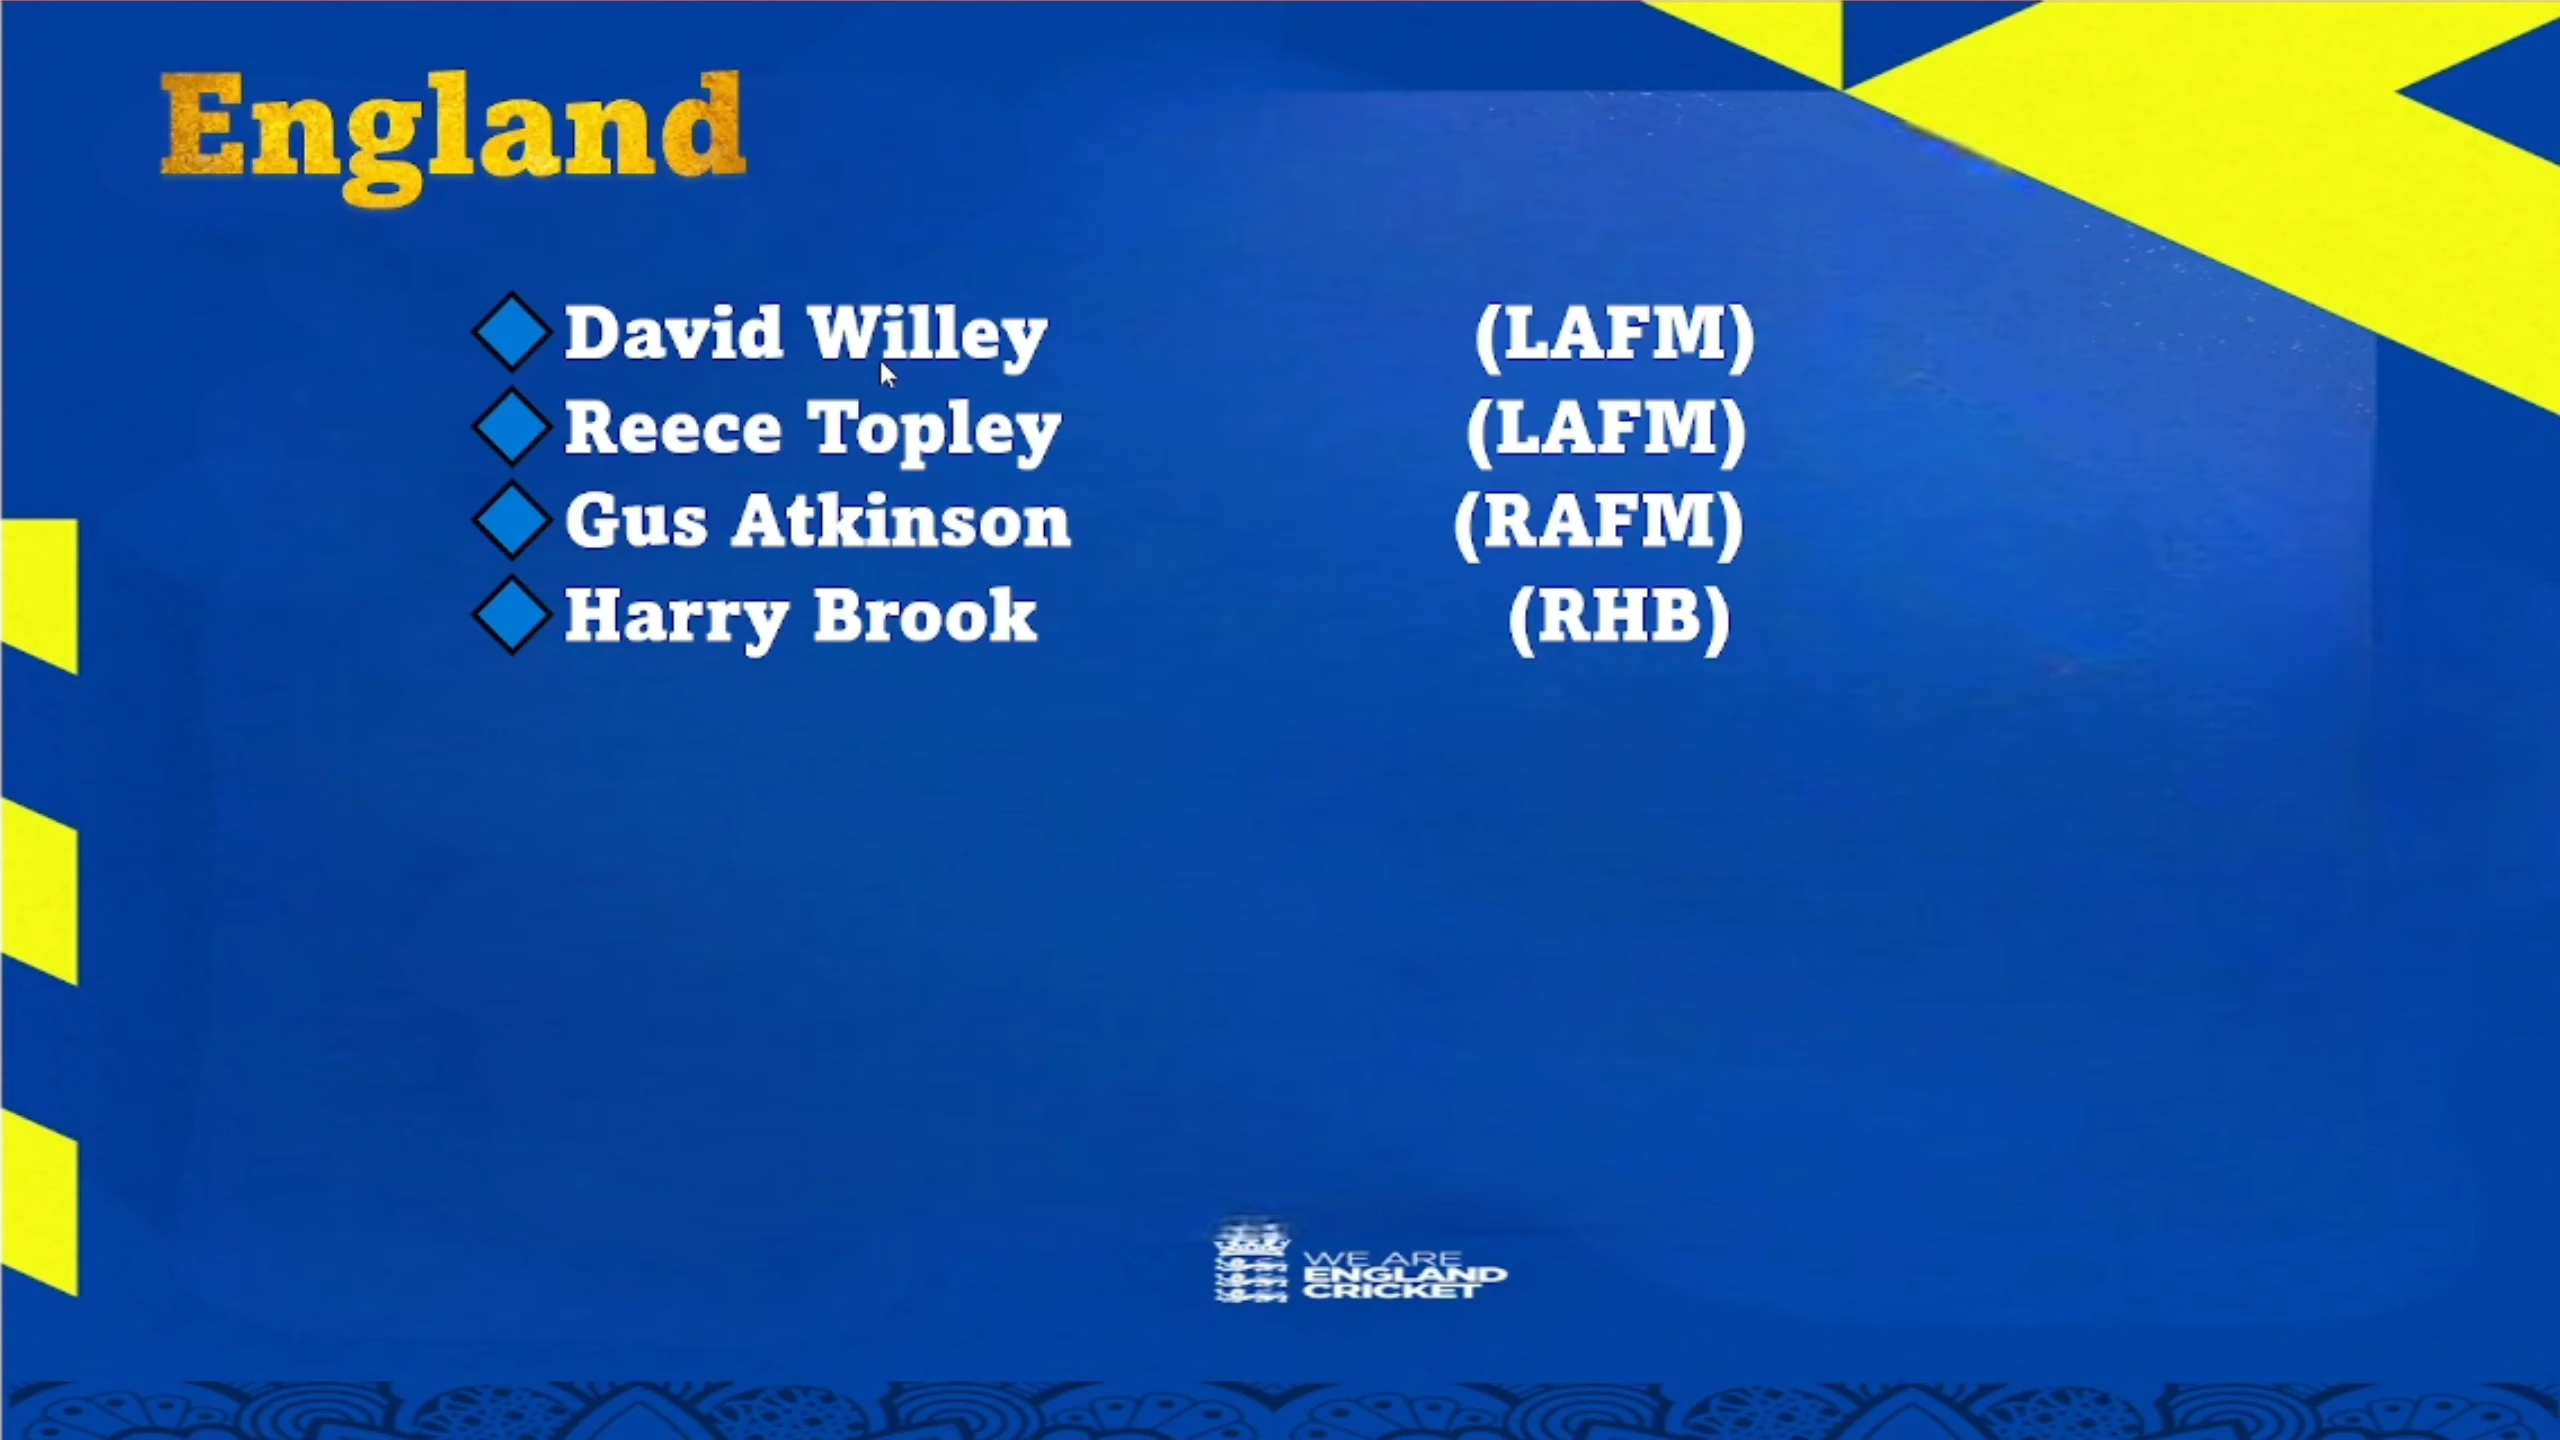 England
David Willey (LAFM)
Reece Topley (LAFM)
Gus Atkinson (RAFM)
Harry Brook (RHB)
WE ARE
ENGLAND
CRICKET